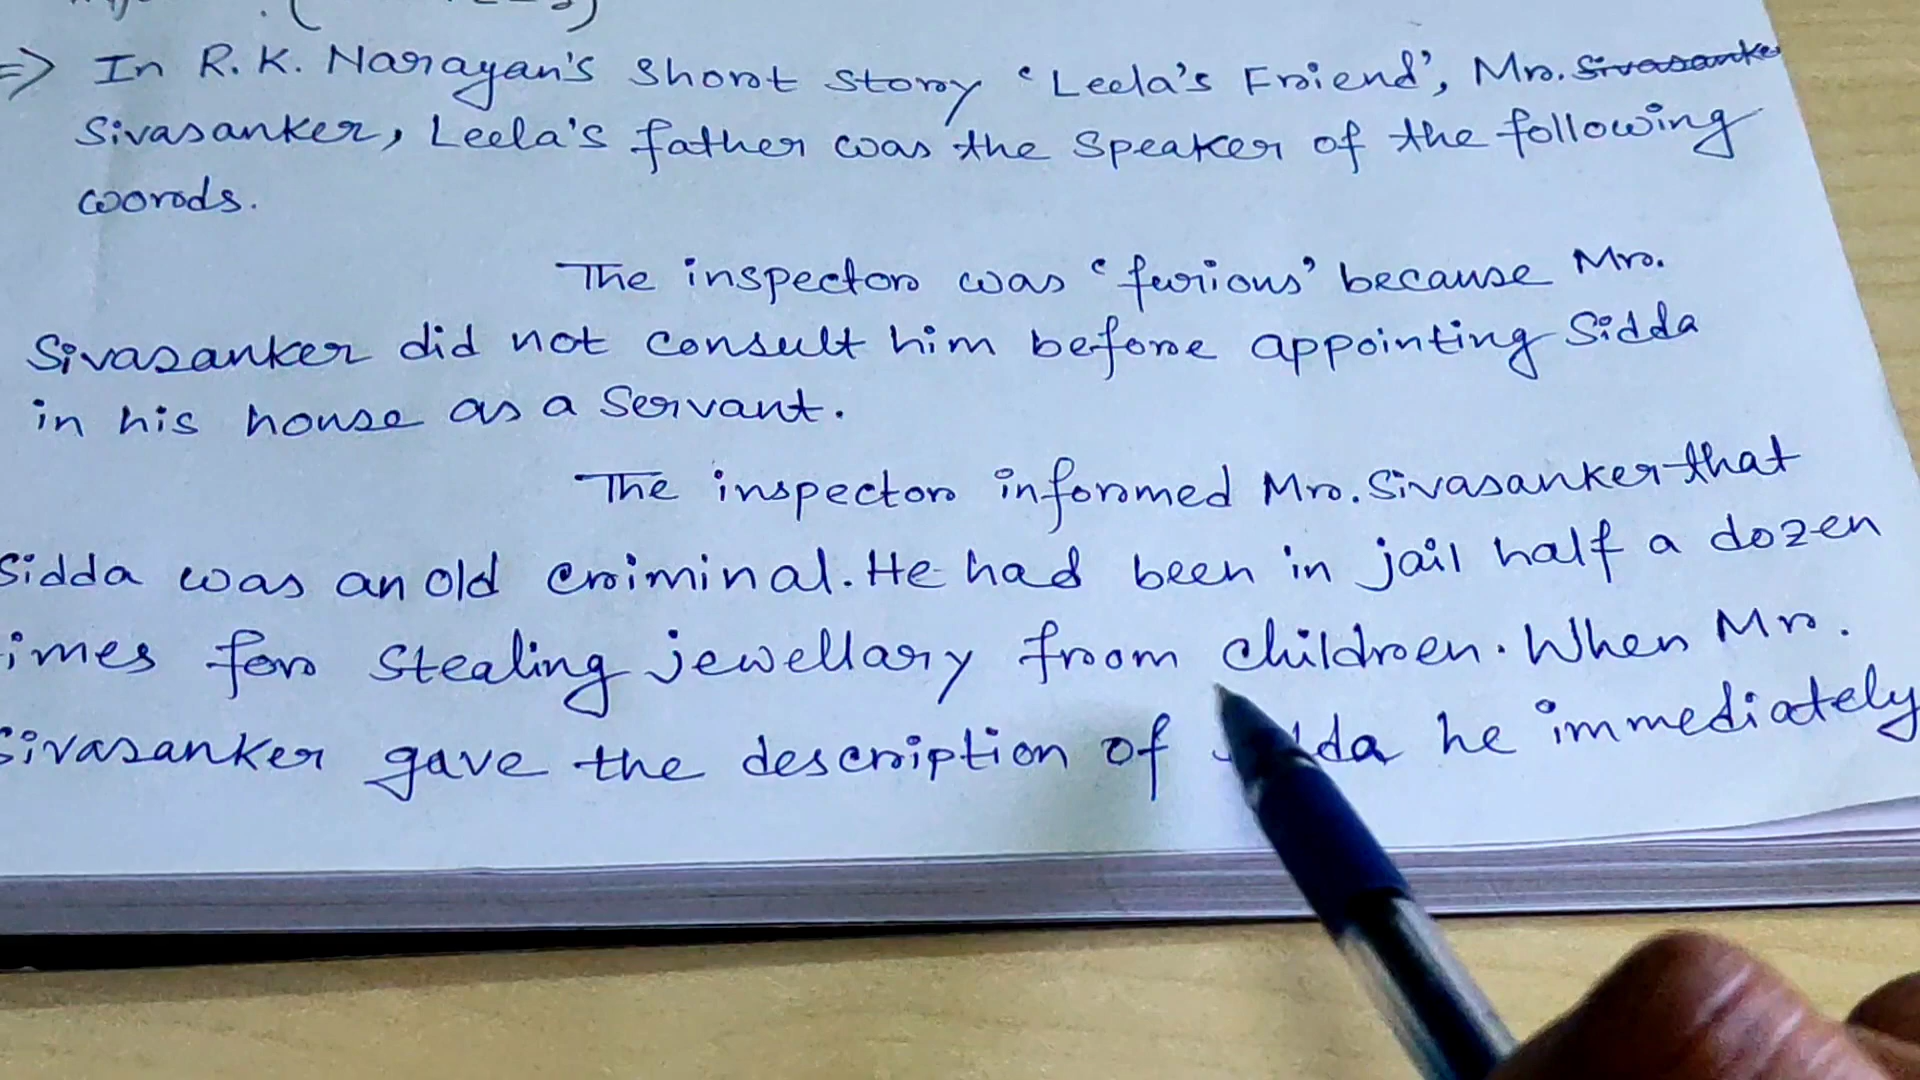 => In R.K. Narayan's short story 'Leela's Friend', Mr. Sivasanke
Sivasanker, Leela's father was the speaker of the following
words.
The inspector was 'furious' because Mr.
Sivasanker did not consult him before appointing Sidda
in his house as a servant.
The inspector informed Mr. Sivasanker that
Sidda was an old criminal. He had been in jail half a dozen
imes for stealing jewellary from children. When Mr.
Sivasanker gave the description of he immediately